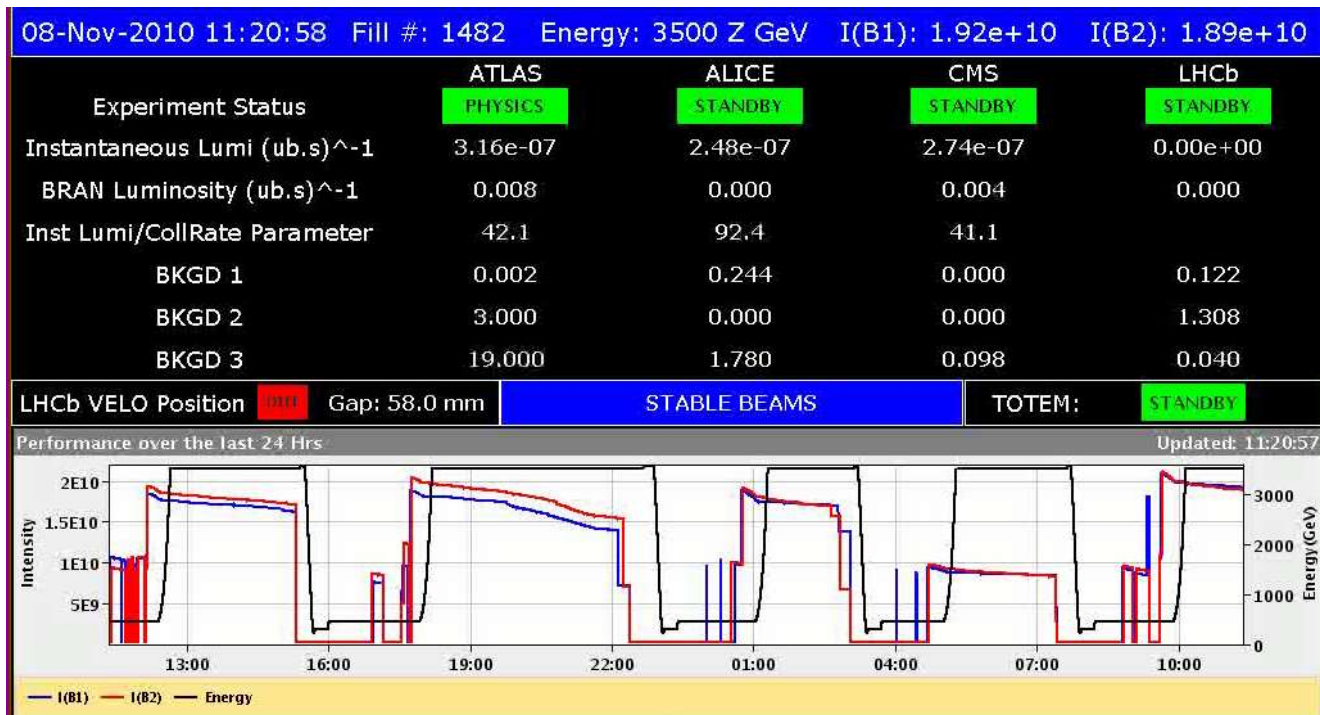 08-Nov-2010 11:20:58 Fill #: 1482 Energy: 3500 Z GeV I(B1): 1.92e+10 I(B2): 1.89e+10
ATLAS ALICE CMS LHCb
Experiment Status PHYSICS STANDBY STANDBY STANDBY
Instantaneous Lumi (ub.s)^-1 3.16e-07 2.48e-07 2.74e-07 0.00e+00
BRAN Luminosity (ub.s)^-1 0.008 0.000 0.004 0.000
Inst Lumi/CollRate Parameter 42.1 92.4 41.1
BKGD 1 0.002 0.244 0.000 0.122
BKGD 2 3.000 0.000 0.000 1.308
BKGD 3 19.000 1.780 0.098 0.040
LHCb VELO Position Gap: 58.0 mm STABLE BEAMS TOTEM: STANDBY
Performance over the last 24 Hrs Updated: 11:20:57
2E10
1.5E10
1E10
5E9
Intensity
3000
2000
1000
0
Energy(GeV)
13:00 16:00 19:00 22:00 01:00 04:00 07:00 10:00
I(B1) I(B2) Energy